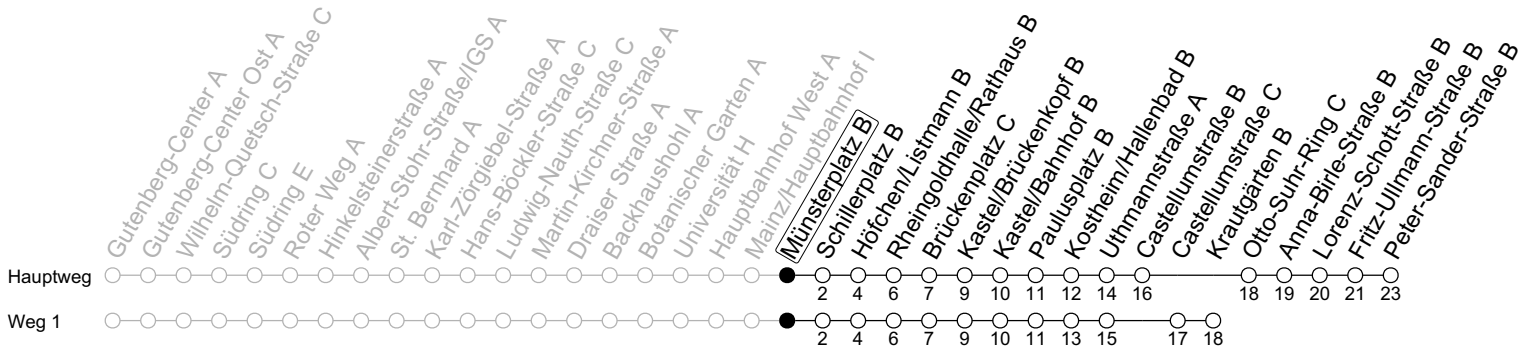 Gutenberg-Center A
Gutenberg-Center Ost A
Wilhelm-Quetsch-Straße C
Südring C
Südring E
Roter Weg A
Hinkelsteinerstraße A
Albert-Stohr-Straße/IGS A
St. Bernhard A
Karl-Zörgiebel-Straße A
Hans-Böckler-Straße C
Ludwig-Nauth-Straße C
Martin-Kirchner-Straße A
Draiser Straße A
Backhaushohl A
Botanischer Garten A
Universität H
Hauptbahnhof West A
Mainz/Hauptbahnhof I
Münsterplatz B
Schillerplatz B
Höfchen/Listmann B
Rheingoldhalle/Rathaus B
Brückenplatz C
Kastel/Brückenkopf B
Kastel/Bahnhof B
Paulusplatz B
Kostheim/Hallenbad B
Uthmannstraße A
Castellumstraße B
Castellumstraße C
Krautgärten B
Otto-Suhr-Ring C
Anna-Birle-Straße B
Lorenz-Schott-Straße B
Fritz-Ullmann-Straße B
Peter-Sander-Straße B
Hauptweg
2 4 6 7 9 10 11 12 14 16 18 19 20 21 23
Weg 1
2 4 6 7 9 10 11 13 15 17 18